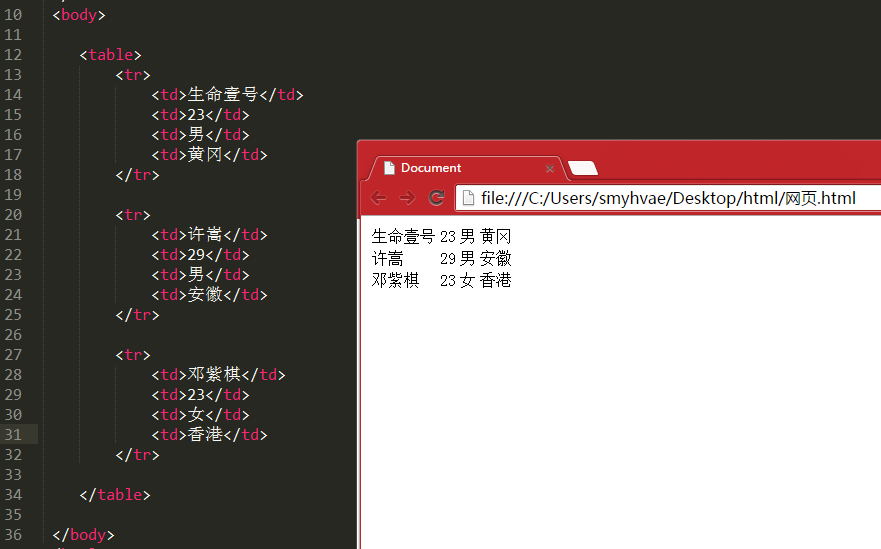 10 <body>
11
12 <table>
13 <tr>
14 <td>生命壹号</td>
15 <td>23</td>
16 <td>男</td>
17 <td>黄冈</td>
18 </tr>
19
20 <tr>
21 <td>许嵩</td>
22 <td>29</td>
23 <td>男</td>
24 <td>安徽</td>
25 </tr>
26
27 <tr>
28 <td>邓紫棋</td>
29 <td>23</td>
30 <td>女</td>
31 <td>香港</td>
32 </tr>
33
34 </table>
35
36 </body>
Document
file:///C:/Users/smyhvae/Desktop/html/网页.html
生命壹号 23 男 黄冈
许嵩 29 男 安徽
邓紫棋 23 女 香港